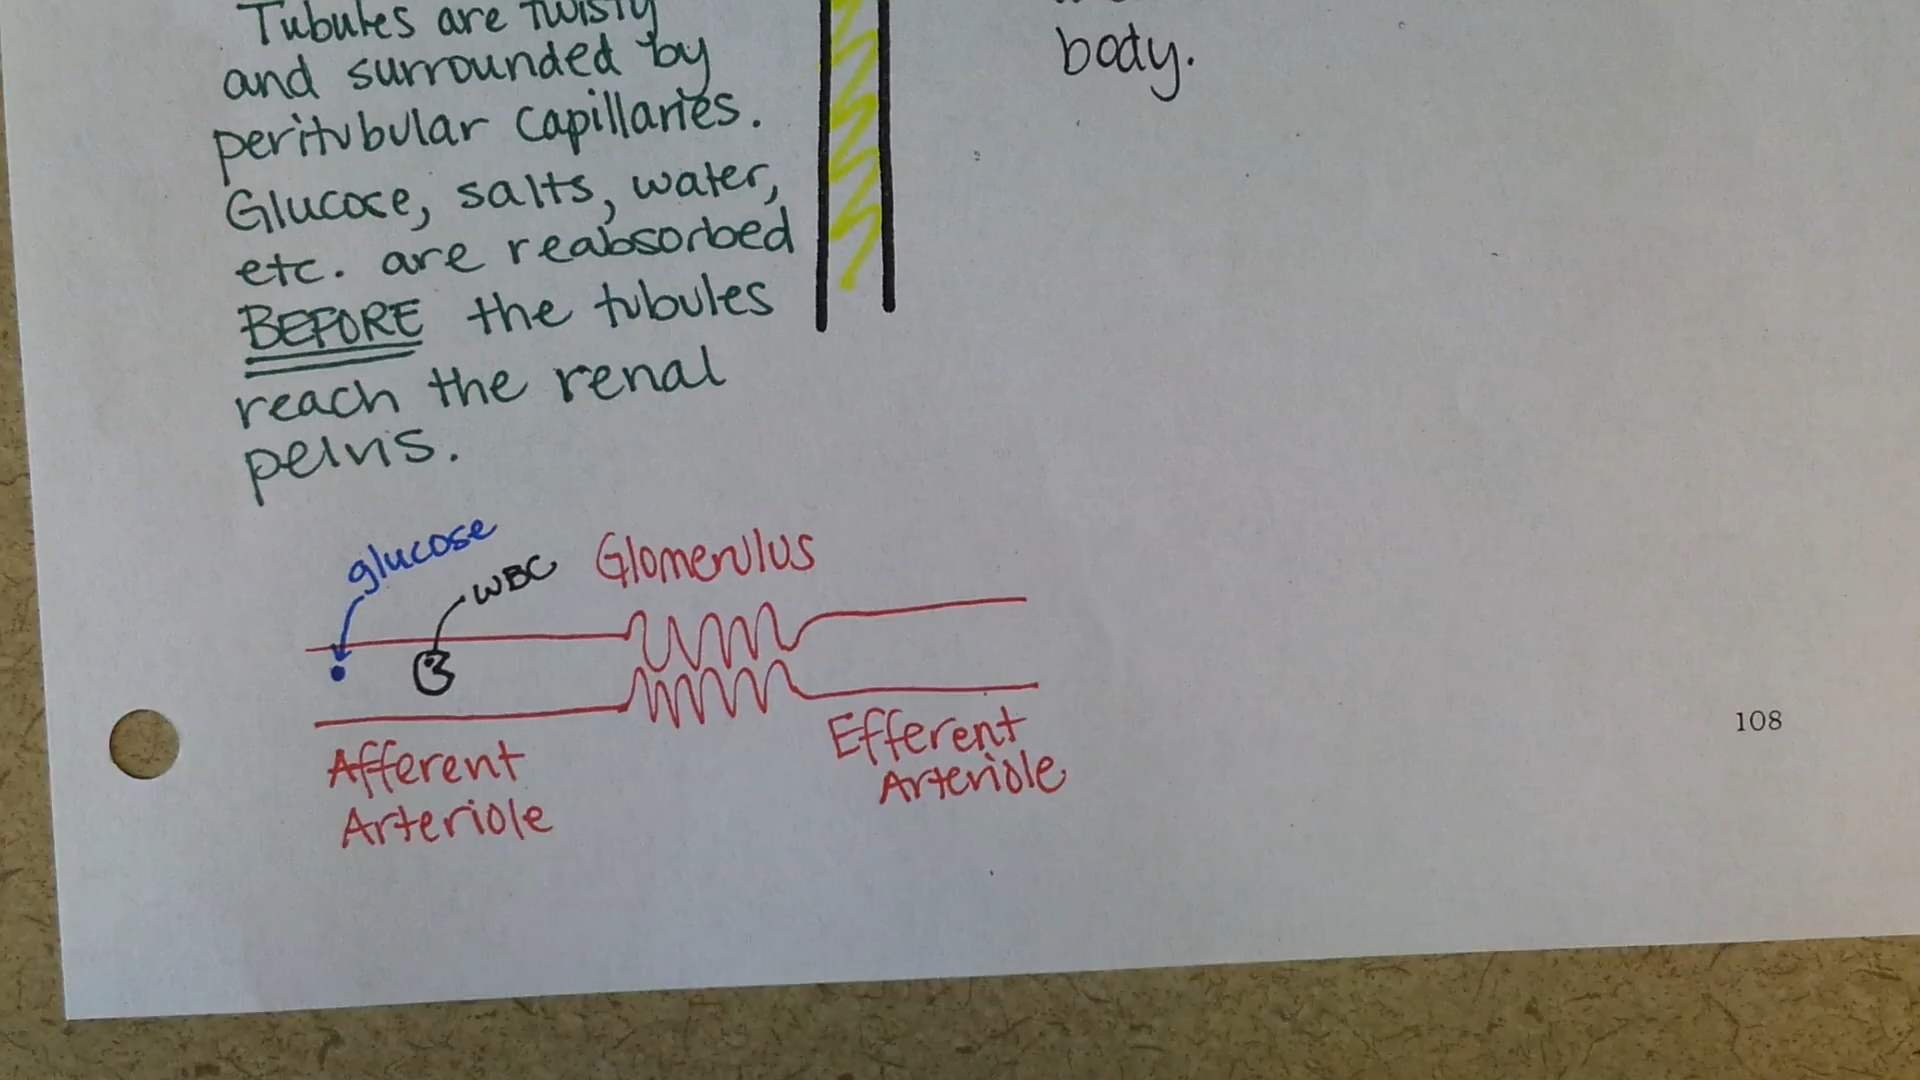 Tubules are twisty
and surrounded by
peritubular capillaries.
Glucose, salts, water,
etc. are reabsorbed
BEFORE the tubules
reach the renal
pelvis.
body.
glucose
WBC
Glomerulus
Afferent
Arteriole
Efferent
Arteriole
108